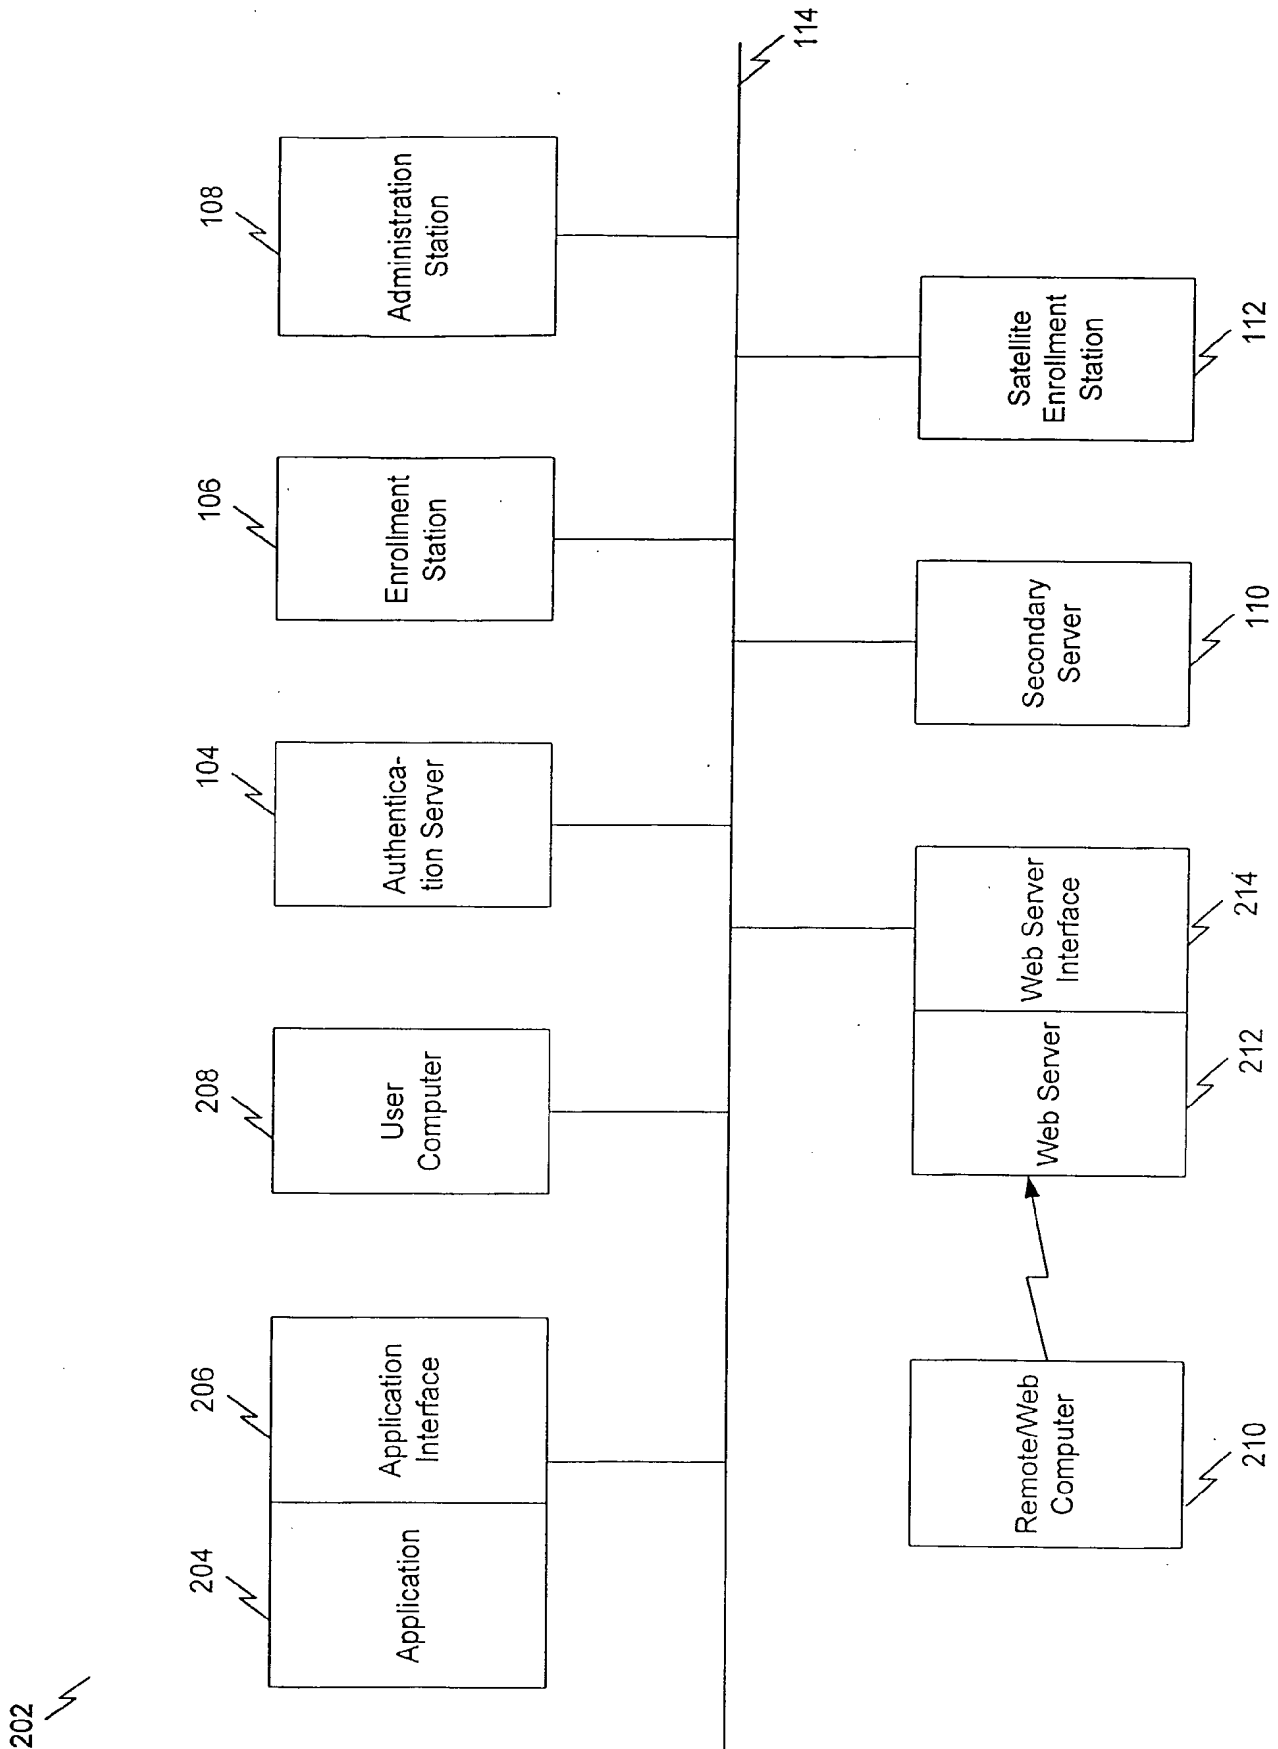 202
204
206
208
104
106
108
Application
Application
Interface
User
Computer
Authentica-
tion Server
Enrollment
Station
Administration
Station
114
Remote/Web
Computer
Web Server
Web Server
Interface
Secondary
Server
Satellite
Enrollment
Station
210
212
214
110
112